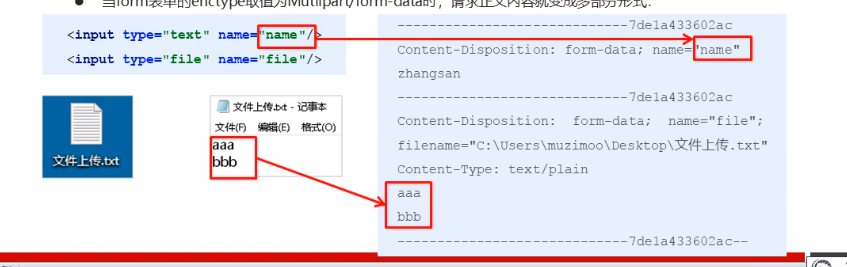 ● 当form表单的enctype取值为Mutilpart/form-data时，请求正文内容就变成多部分形式:
<input type="text" name="name"/>
<input type="file" name="file"/>
文件上传.txt
文件上传.txt - 记事本
文件(F) 编辑(E) 格式(O)
aaa
bbb
-----------------------------7de1a433602ac
Content-Disposition: form-data; name="name"
zhangsan
-----------------------------7de1a433602ac
Content-Disposition: form-data; name="file";
filename="C:\Users\muzimoo\Desktop\文件上传.txt"
Content-Type: text/plain
aaa
bbb
-----------------------------7de1a433602ac--